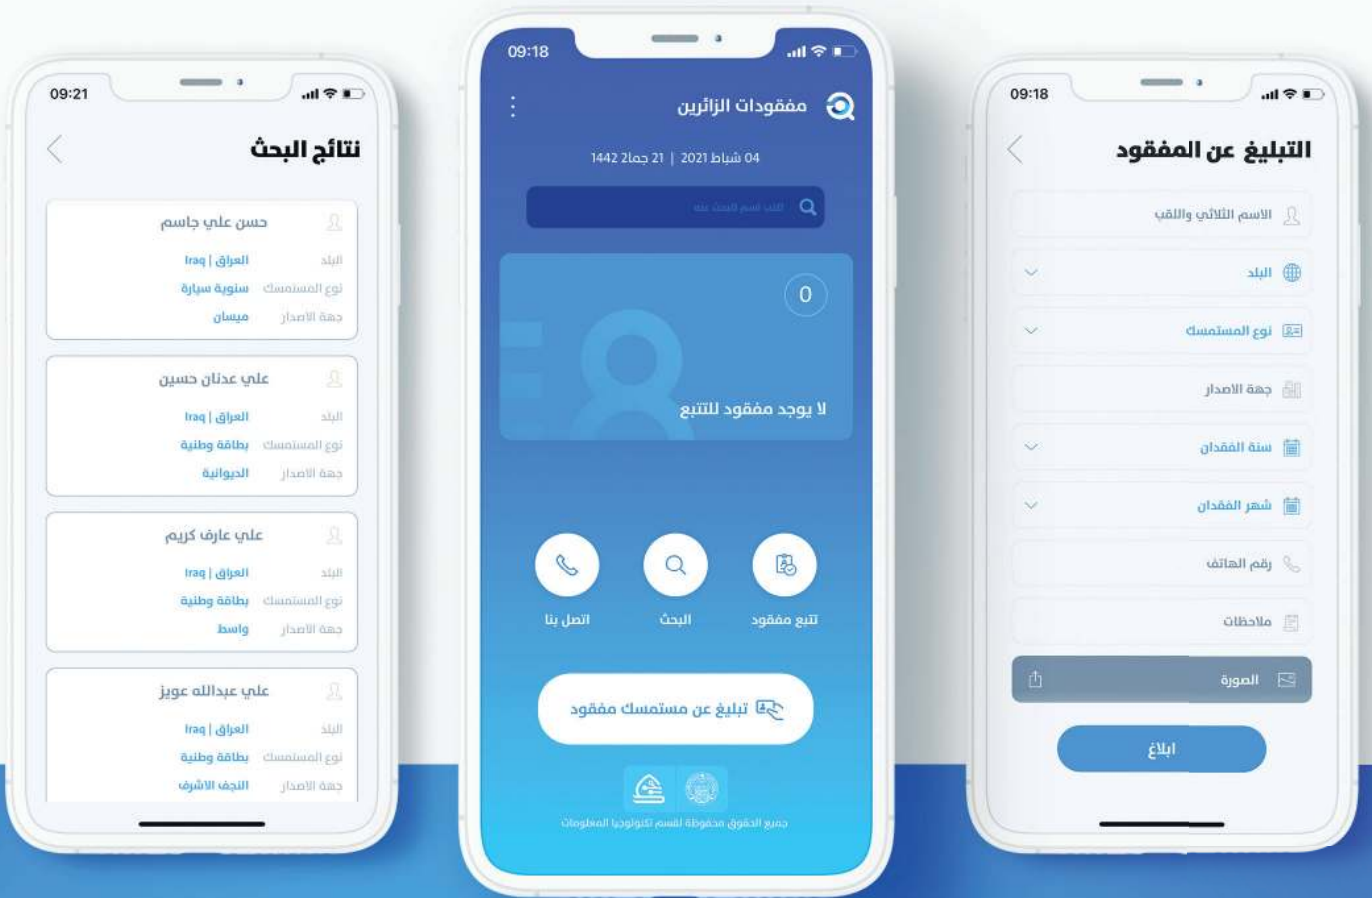 09:21
نتائج البحث
حسن علي جاسم
البلد العراق | Iraq
نوع المستمسك سنوية سيارة
جهة الاصدار ميسان
علي عدنان حسين
البلد العراق | Iraq
نوع المستمسك بطاقة وطنية
جهة الاصدار الديوانية
علي عارف كريم
البلد العراق | Iraq
نوع المستمسك بطاقة وطنية
جهة الاصدار واسط
علي عبدالله عويز
البلد العراق | Iraq
نوع المستمسك بطاقة وطنية
جهة الاصدار النجف الاشرف
09:18
مفقودات الزائرين
04 شباط 2021 | 21 جما2 1442
اكتب اسم للبحث عنه
0
لا يوجد مفقود للتتبع
تتبع مفقود
البحث
اتصل بنا
تبليغ عن مستمسك مفقود
جميع الحقوق محفوظة لقسم تكنولوجيا المعلومات
09:18
التبليغ عن المفقود
الاسم الثلاثي واللقب
البلد
نوع المستمسك
جهة الاصدار
سنة الفقدان
شهر الفقدان
رقم الهاتف
ملاحظات
الصورة
ابلاغ